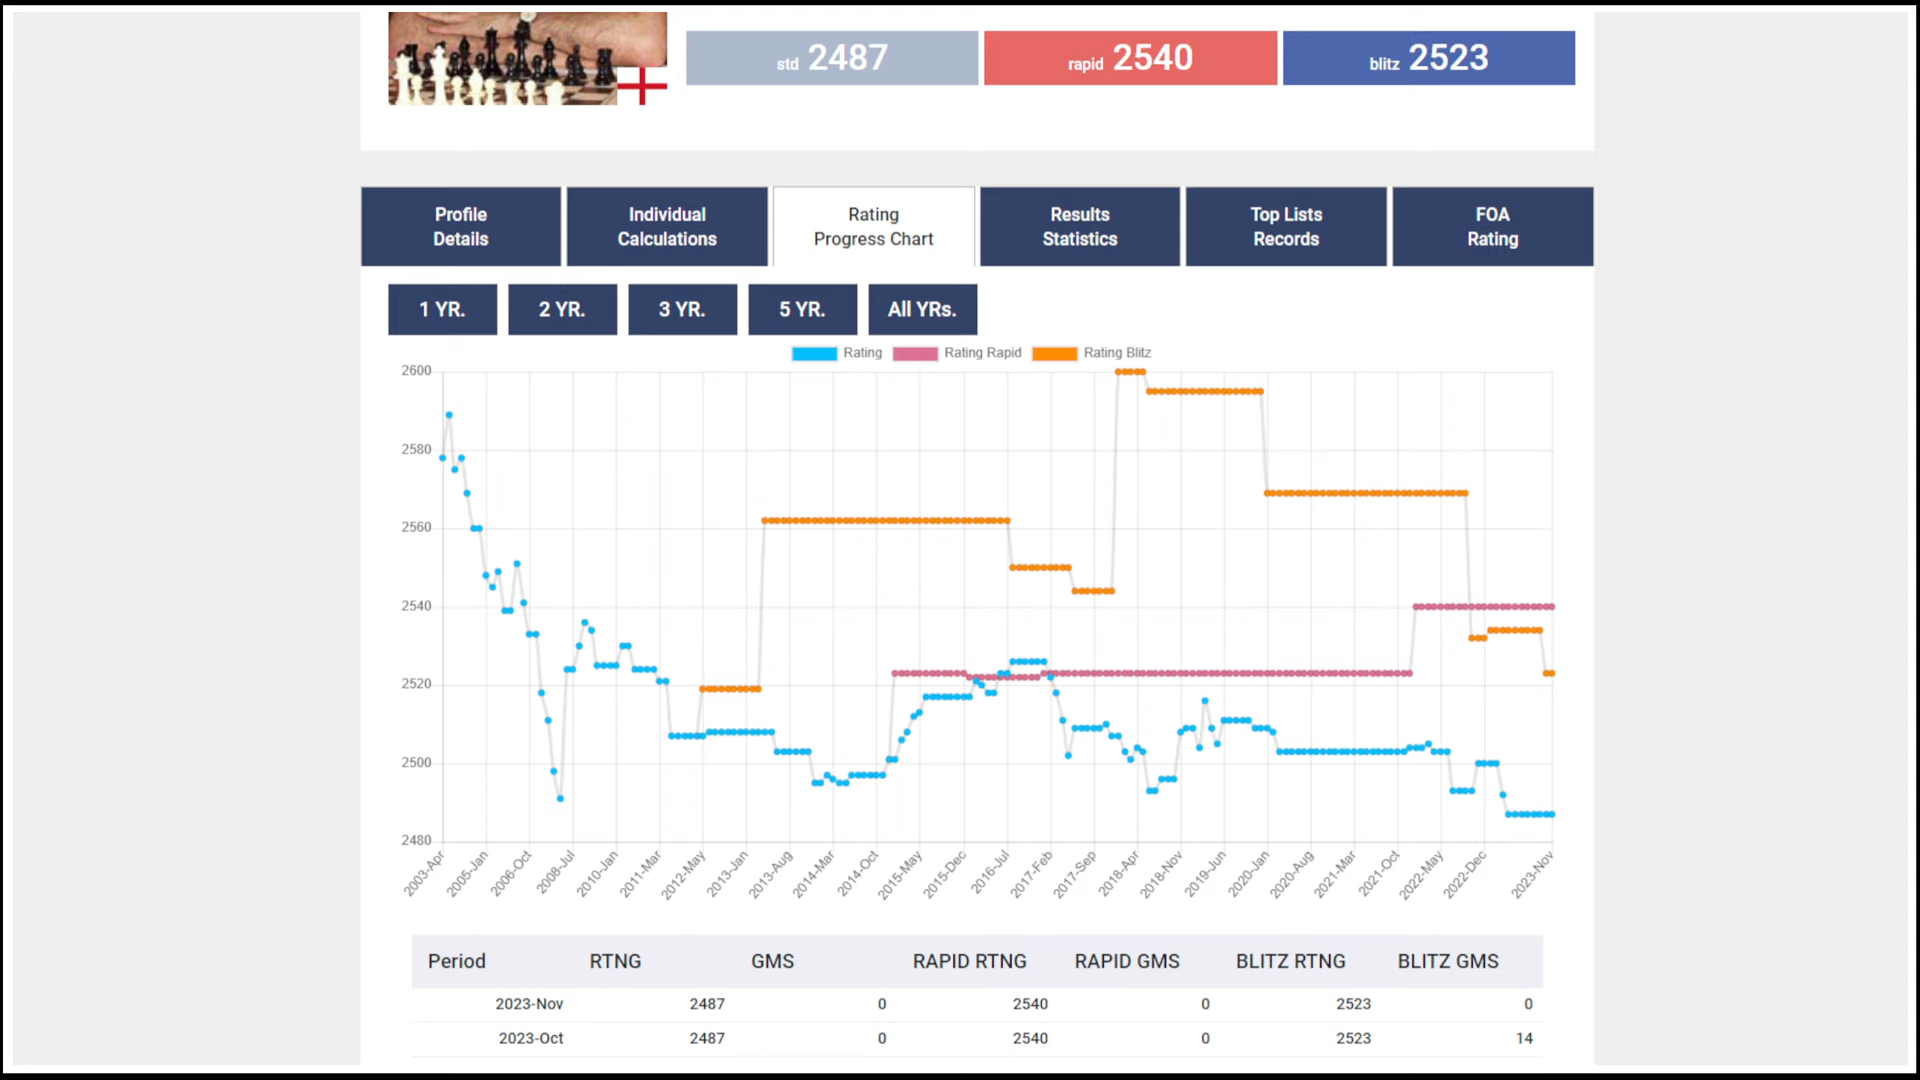 std 2487 rapid 2540 blitz 2523
Profile Details
Individual Calculations
Rating Progress Chart
Results Statistics
Top Lists Records
FOA Rating
1 YR. 2 YR. 3 YR. 5 YR. All YRs.
Rating Rating Rapid Rating Blitz
2600
2580
2560
2540
2520
2500
2480
2003-Apr 2005-Jan 2006-Oct 2008-Jul 2010-Jan 2011-Mar 2012-May 2013-Jan 2013-Aug 2014-Mar 2014-Oct 2015-May 2015-Dec 2016-Jul 2017-Feb 2017-Sep 2018-Apr 2018-Nov 2019-Jun 2020-Jan 2020-Aug 2021-Mar 2021-Oct 2022-May 2022-Dec 2023-Nov
Period RTNG GMS RAPID RTNG RAPID GMS BLITZ RTNG BLITZ GMS
2023-Nov 2487 0 2540 0 2523 0
2023-Oct 2487 0 2540 0 2523 14